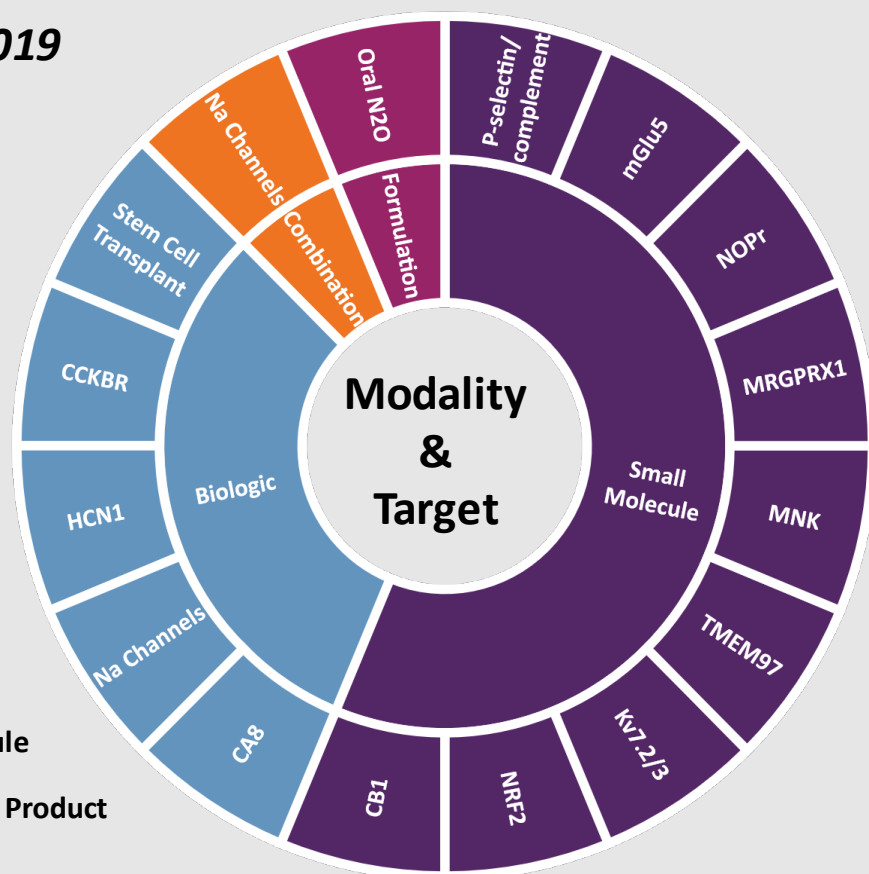 019
Oral N2O
P-selectin/
complement
mGlu5
NOPr
MRGPRX1
MNK
TMEM97
Kv7.2/3
NRF2
CB1
CA8
Na Channels
HCN1
CCKBR
Stem Cell
Transplant
Na Channels
Combination
Formulation
Small
Molecule
Biologic
Modality
&
Target
ule
Product